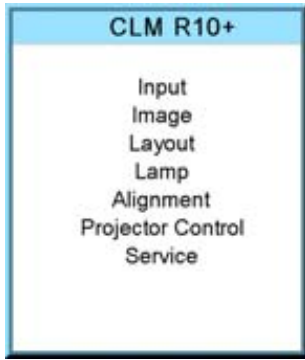 CLM R10+
Input
Image
Layout
Lamp
Alignment
Projector Control
Service